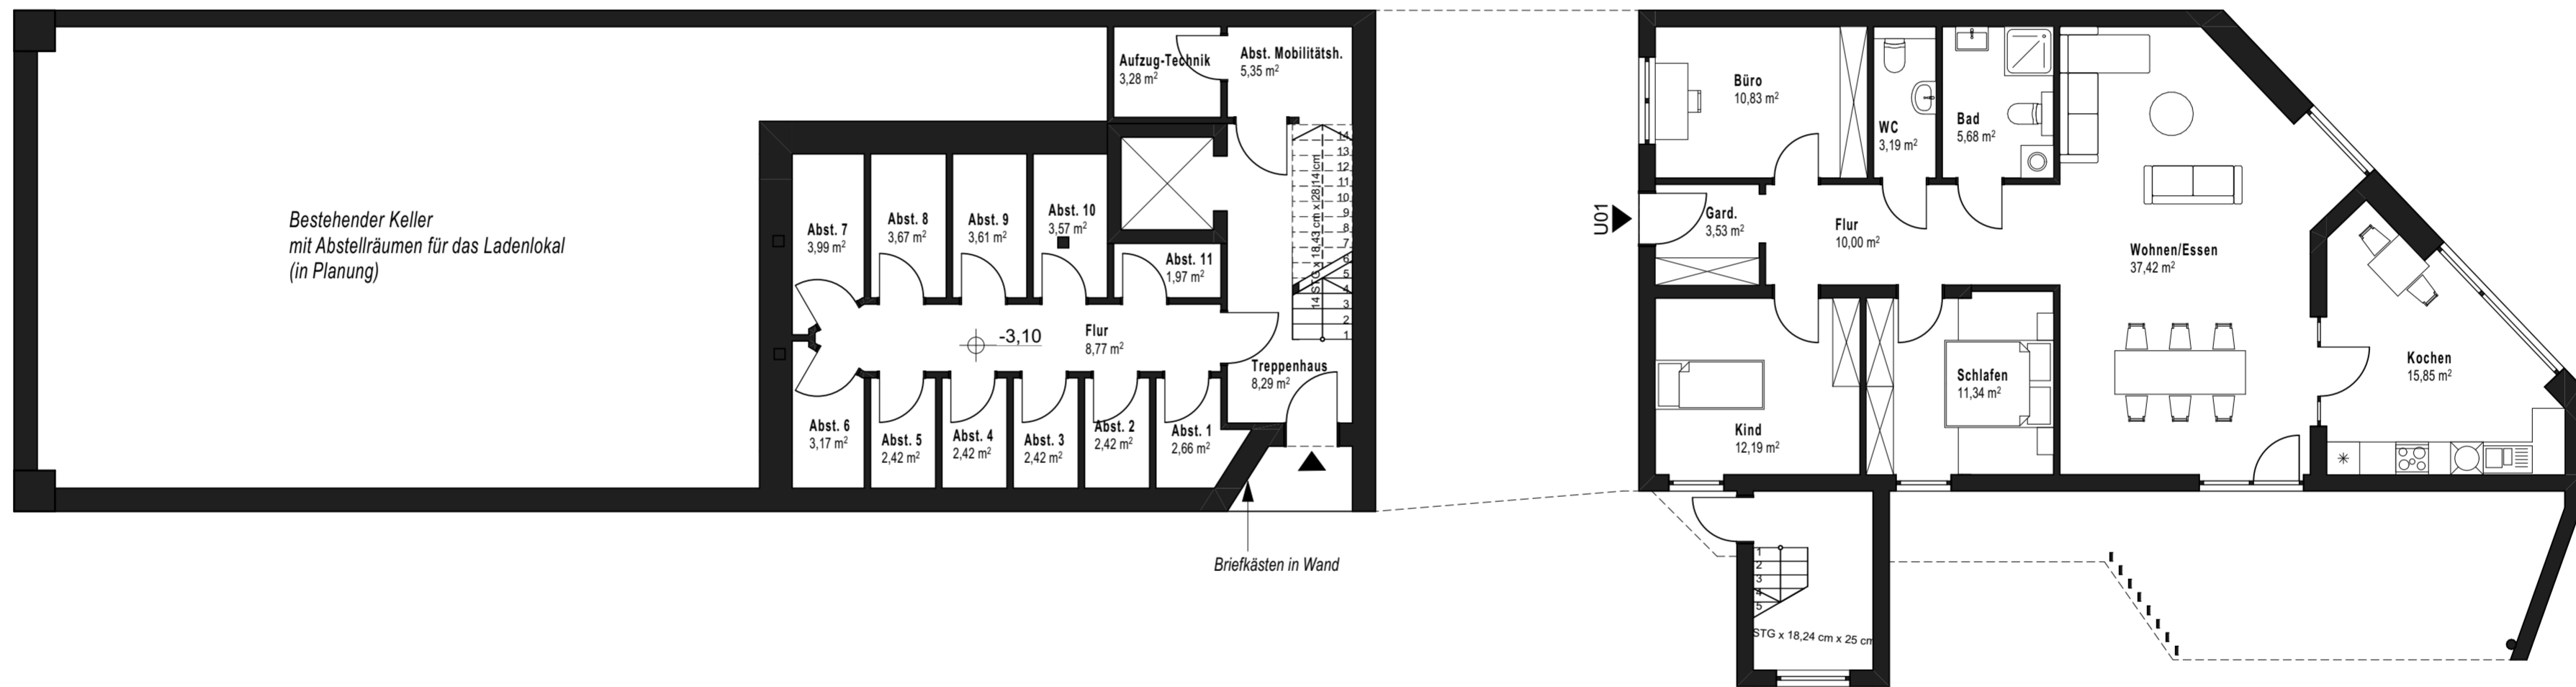 Bestehender Keller
mit Abstellräumen für das Ladenlokal
(in Planung)
Aufzug-Technik
3,28 m²
Abst. Mobilitätsh.
5,35 m²
Abst. 7
3,99 m²
Abst. 8
3,67 m²
Abst. 9
3,61 m²
Abst. 10
3,57 m²
Abst. 11
1,97 m²
14
13
12
11
10
9
8
7
6
5
4
3
2
1
14 STG x 18,43 cm x 28,14 cm
-3,10
Flur
8,77 m²
Treppenhaus
8,29 m²
Abst. 6
3,17 m²
Abst. 5
2,42 m²
Abst. 4
2,42 m²
Abst. 3
2,42 m²
Abst. 2
2,42 m²
Abst. 1
2,66 m²
Briefkästen in Wand
U01
Büro
10,83 m²
WC
3,19 m²
Bad
5,68 m²
Gard.
3,53 m²
Flur
10,00 m²
Wohnen/Essen
37,42 m²
Kochen
15,85 m²
Schlafen
11,34 m²
Kind
12,19 m²
1
2
3
4
5
STG x 18,24 cm x 25 cm